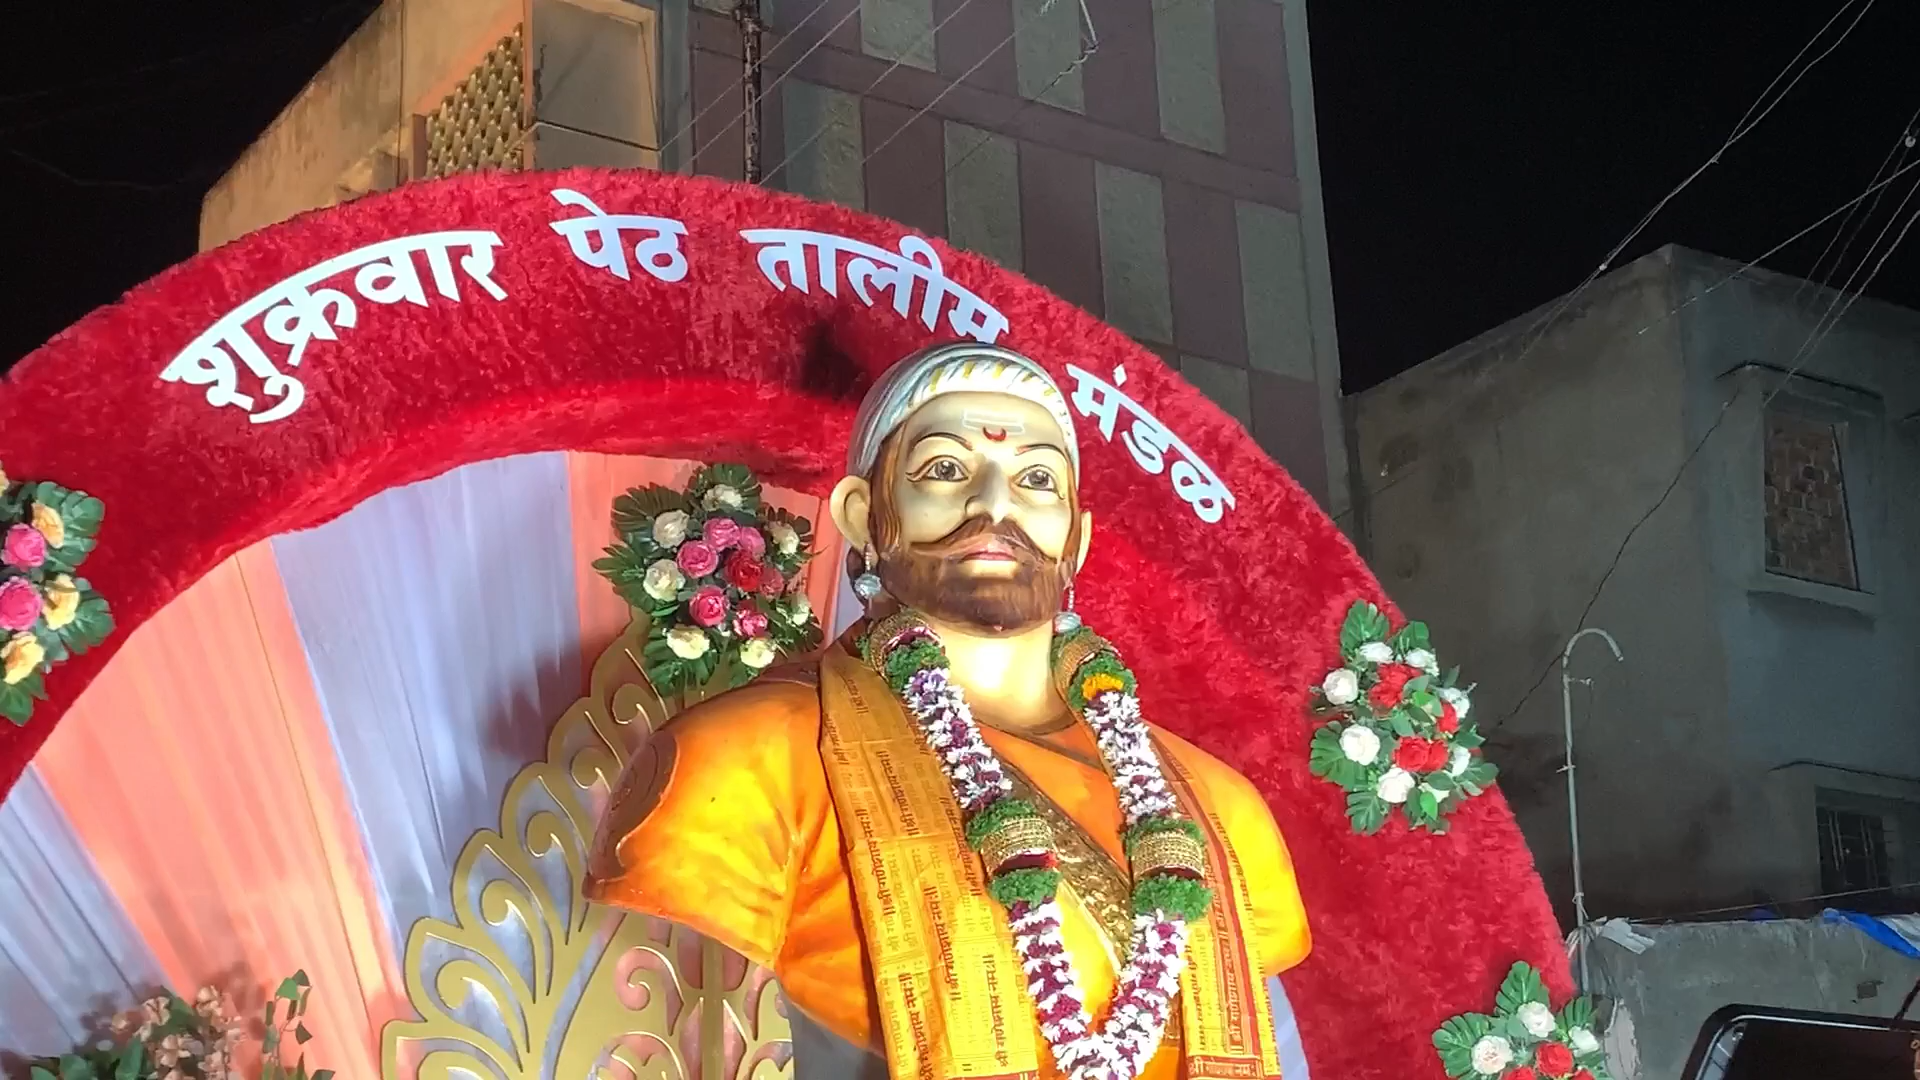 शुक्रवार पेठ तालीम मंडळ